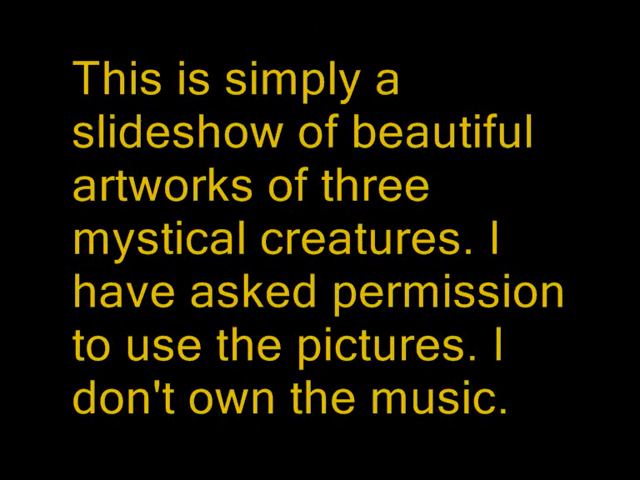 This is simply a
slideshow of beautiful
artworks of three
mystical creatures. I
have asked permission
to use the pictures. I
don't own the music.